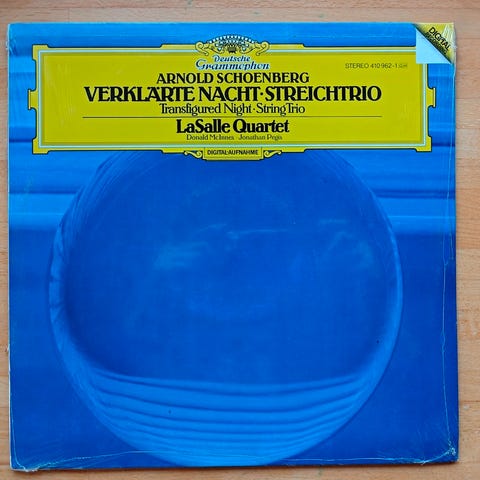 Deutsche
Grammophon
DIGITAL
STEREO 410 962-1
ARNOLD SCHOENBERG
VERKLÄRTE NACHT·STREICHTRIO
Transfigured Night·String Trio
LaSalle Quartet
Donald McInnes · Jonathan Pegis
DIGITAL-AUFNAHME